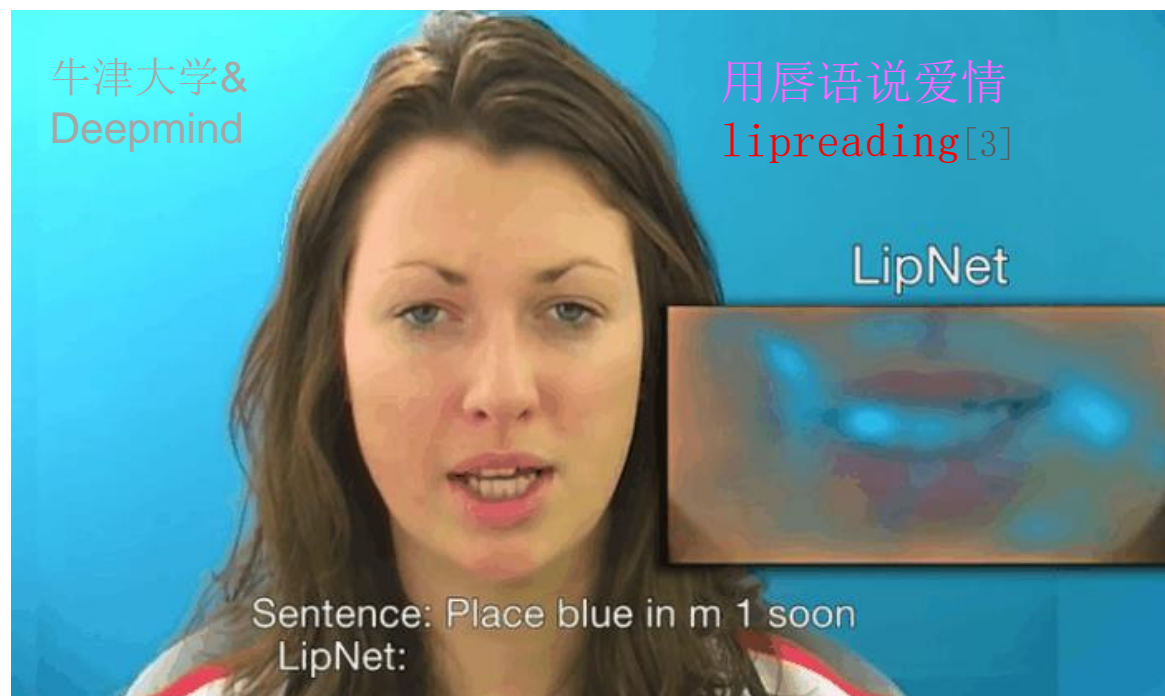 牛津大学&
Deepmind
用唇语说爱情
lipreading[3]
LipNet
Sentence: Place blue in m 1 soon
LipNet: